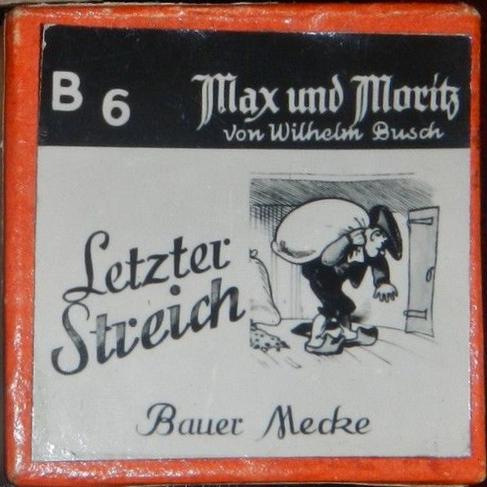 B 6
Max und Moritz
von Wilhelm Busch
Letzter
Streich
Bauer Mecke